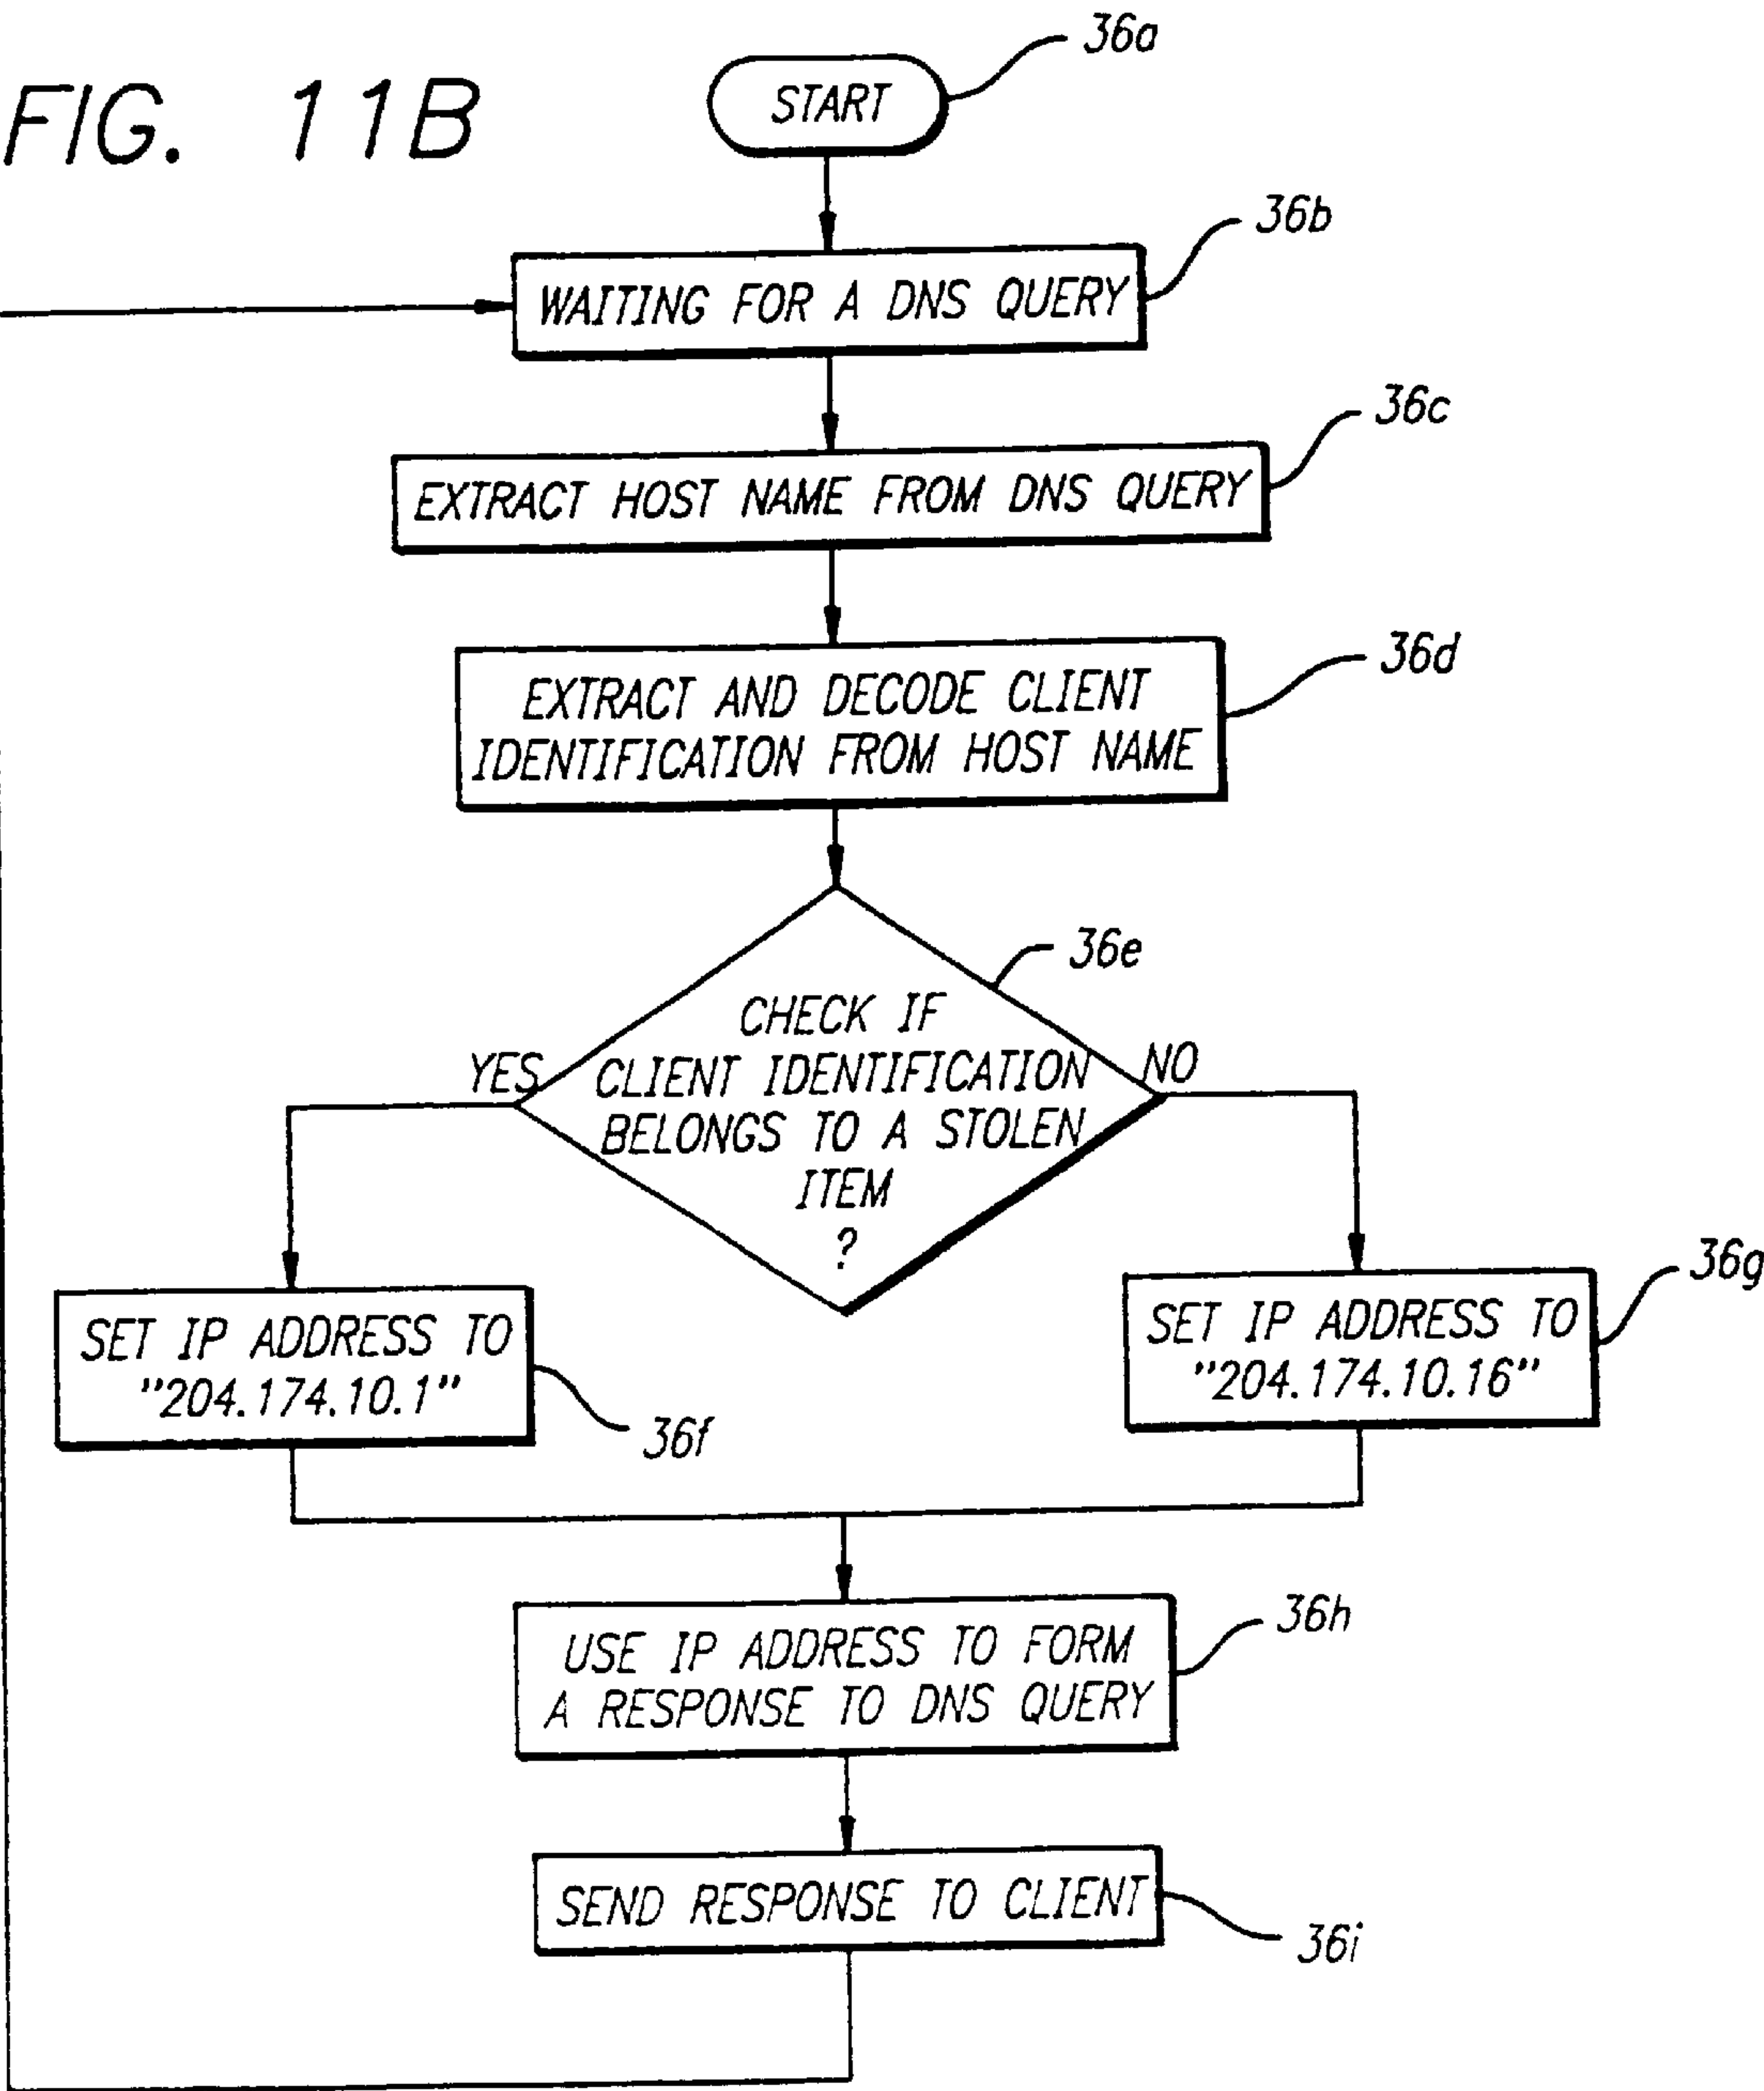 FIG. 11B
36a
START
36b
WAITING FOR A DNS QUERY
36c
EXTRACT HOST NAME FROM DNS QUERY
36d
EXTRACT AND DECODE CLIENT
IDENTIFICATION FROM HOST NAME
36e
CHECK IF
CLIENT IDENTIFICATION
BELONGS TO A STOLEN
ITEM
?
YES
NO
SET IP ADDRESS TO
"204.174.10.1"
36f
SET IP ADDRESS TO
"204.174.10.16"
36g
USE IP ADDRESS TO FORM
A RESPONSE TO DNS QUERY
36h
SEND RESPONSE TO CLIENT
36i